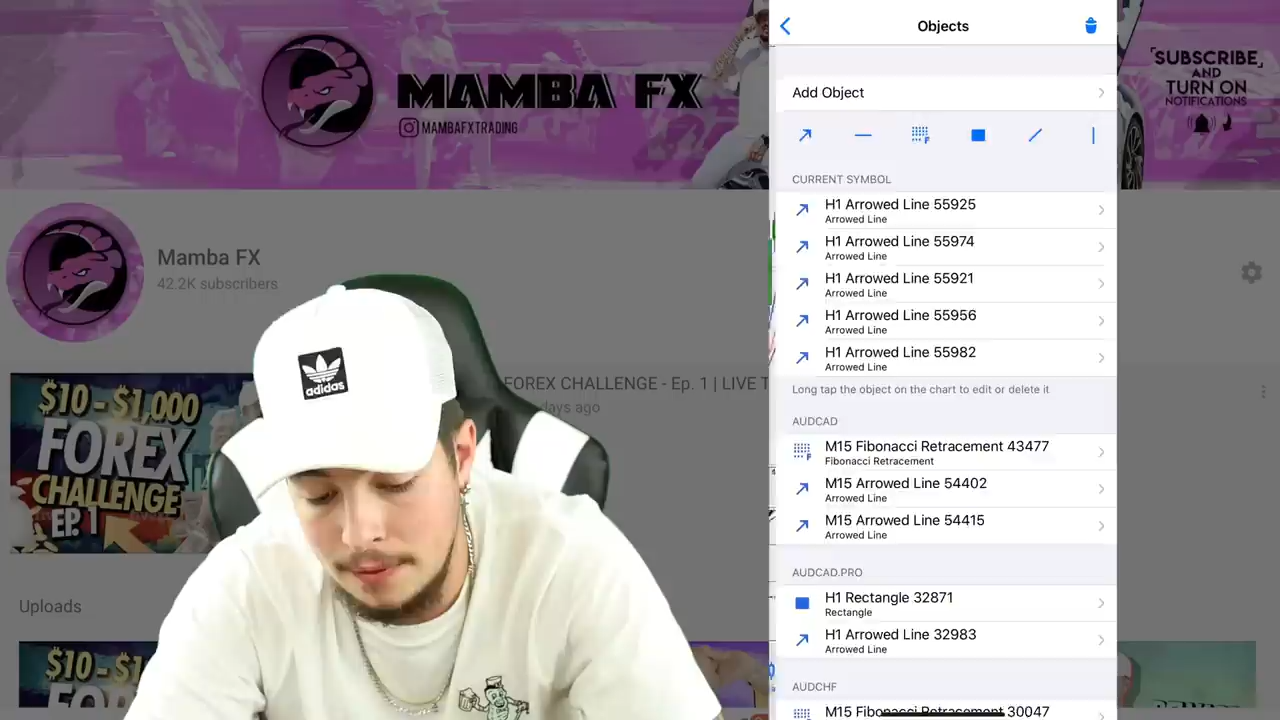 MAMBA FX
MAMBAFXTRADING
SUBSCRIBE
AND
TURN ON
NOTIFICATIONS
Mamba FX
42.2K subscribers
FOREX CHALLENGE - Ep. 1 | LIVE T
days ago
$10 - $1,000
FOREX
CHALLENGE
EP. 1
Uploads
$10 - $1
adidas
Objects
Add Object
CURRENT SYMBOL
H1 Arrowed Line 55925
Arrowed Line
H1 Arrowed Line 55974
Arrowed Line
H1 Arrowed Line 55921
Arrowed Line
H1 Arrowed Line 55956
Arrowed Line
H1 Arrowed Line 55982
Arrowed Line
Long tap the object on the chart to edit or delete it
AUDCAD
M15 Fibonacci Retracement 43477
Fibonacci Retracement
M15 Arrowed Line 54402
Arrowed Line
M15 Arrowed Line 54415
Arrowed Line
AUDCAD.PRO
H1 Rectangle 32871
Rectangle
H1 Arrowed Line 32983
Arrowed Line
AUDCHF
M15 Fibonacci Retracement 30047